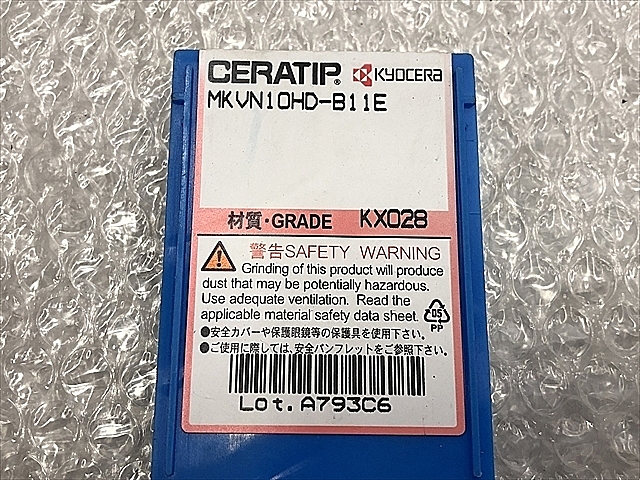 CERATIP® KYOCERA
MKVN10HD-B11E
材質・GRADE KX028
警告SAFETY WARNING
Grinding of this product will produce
dust that may be potentially hazardous.
Use adequate ventilation. Read the
applicable material safety data sheet.
●安全カバーや保護眼鏡等の保護具を使用下さい。
●ご使用に際しては、安全パンフレットをご参照下さい。
05
PP
Lot.A793C6